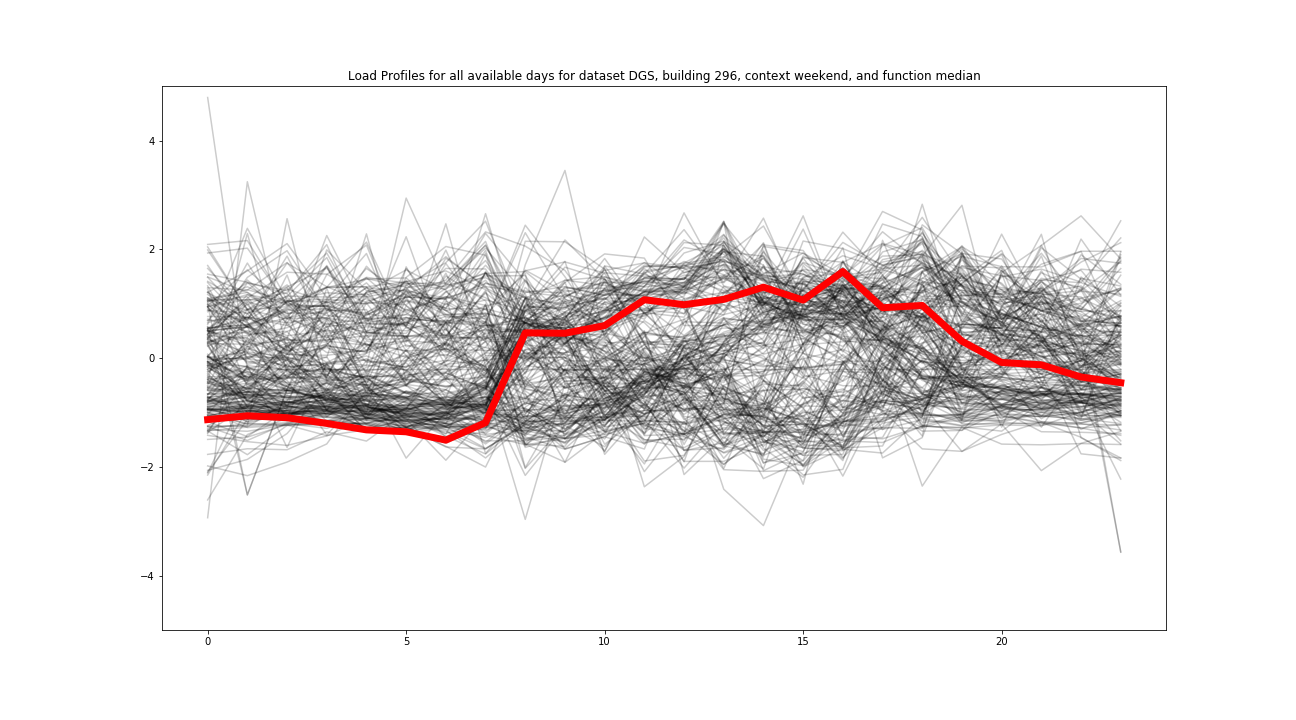 Load Profiles for all available days for dataset DGS, building 296, context weekend, and function median
4
2
0
−2
−4
0 5 10 15 20